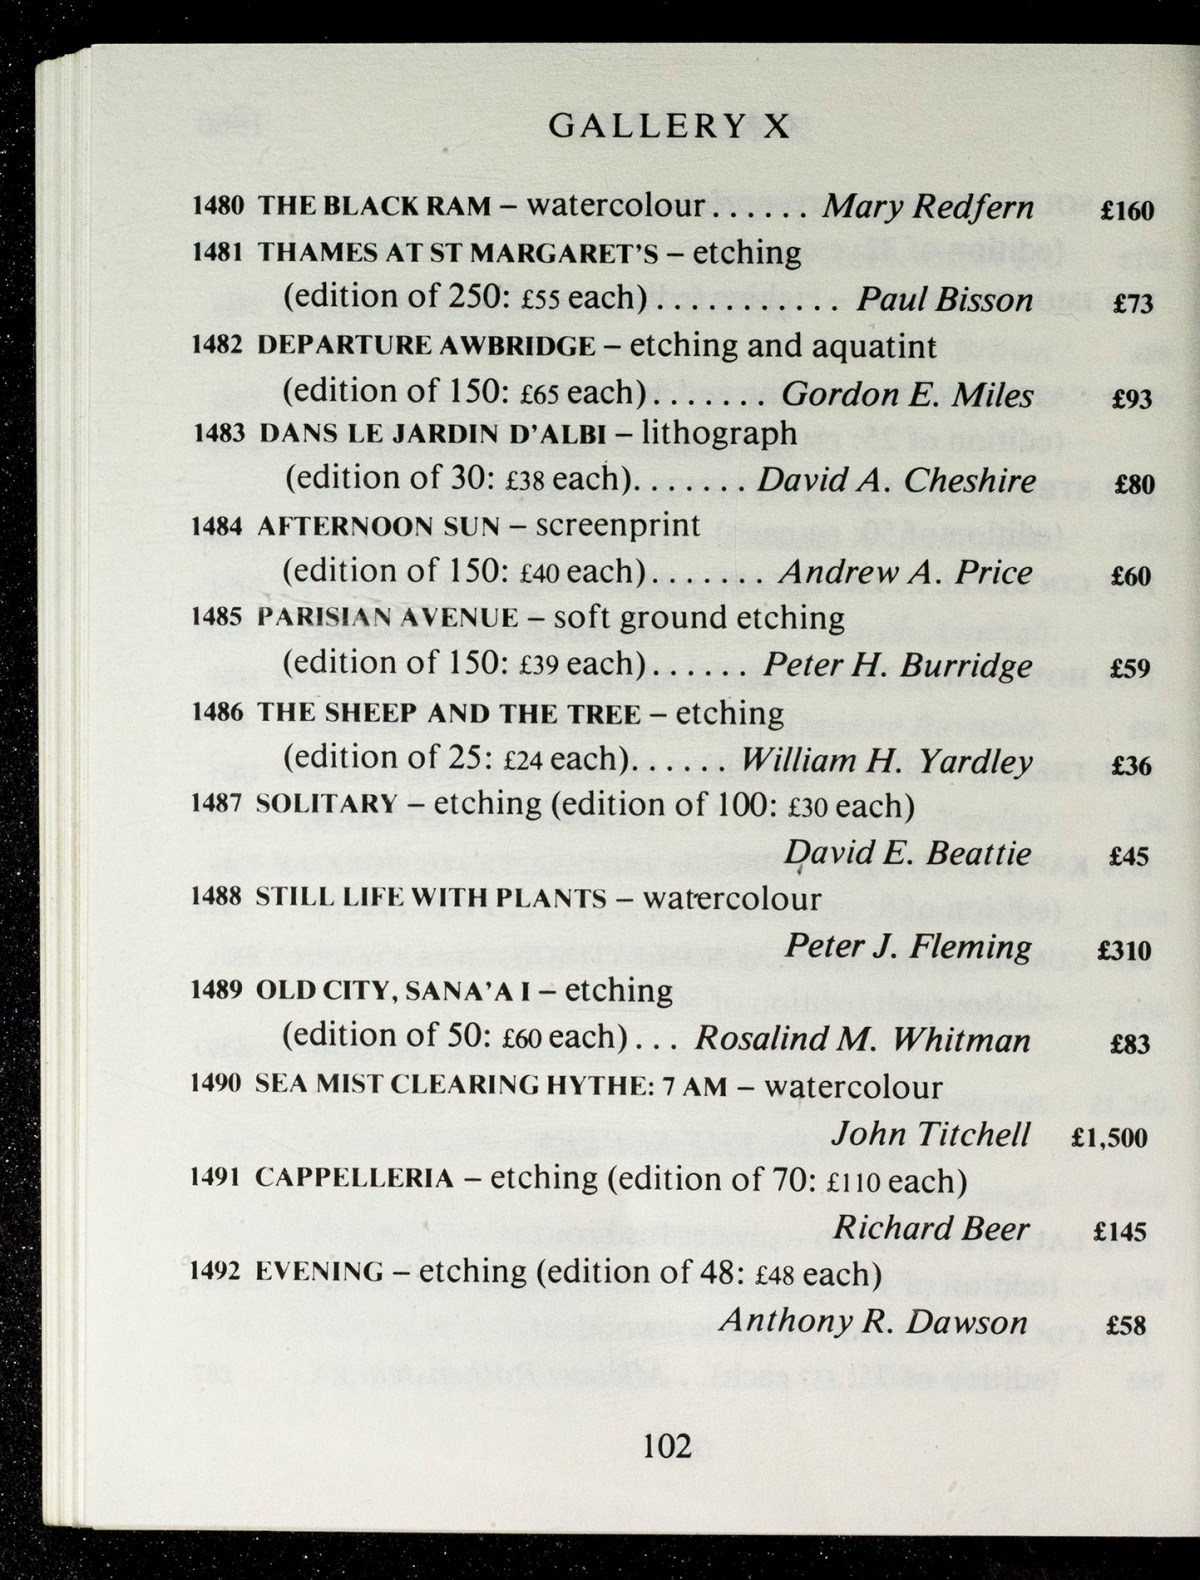 GALLERY X
1480 THE BLACK RAM – watercolour...... Mary Redfern £160
1481 THAMES AT ST MARGARET'S – etching
(edition of 250: £55 each)........... Paul Bisson £73
1482 DEPARTURE AWBRIDGE – etching and aquatint
(edition of 150: £65 each)....... Gordon E. Miles £93
1483 DANS LE JARDIN D'ALBI – lithograph
(edition of 30: £38 each)....... David A. Cheshire £80
1484 AFTERNOON SUN – screenprint
(edition of 150: £40 each)....... Andrew A. Price £60
1485 PARISIAN AVENUE – soft ground etching
(edition of 150: £39 each)...... Peter H. Burridge £59
1486 THE SHEEP AND THE TREE – etching
(edition of 25: £24 each)...... William H. Yardley £36
1487 SOLITARY – etching (edition of 100: £30 each)
David E. Beattie £45
1488 STILL LIFE WITH PLANTS – watercolour
Peter J. Fleming £310
1489 OLD CITY, SANA'A I – etching
(edition of 50: £60 each)... Rosalind M. Whitman £83
1490 SEA MIST CLEARING HYTHE: 7 AM – watercolour
John Titchell £1,500
1491 CAPPELLERIA – etching (edition of 70: £110 each)
Richard Beer £145
1492 EVENING – etching (edition of 48: £48 each)
Anthony R. Dawson £58
102